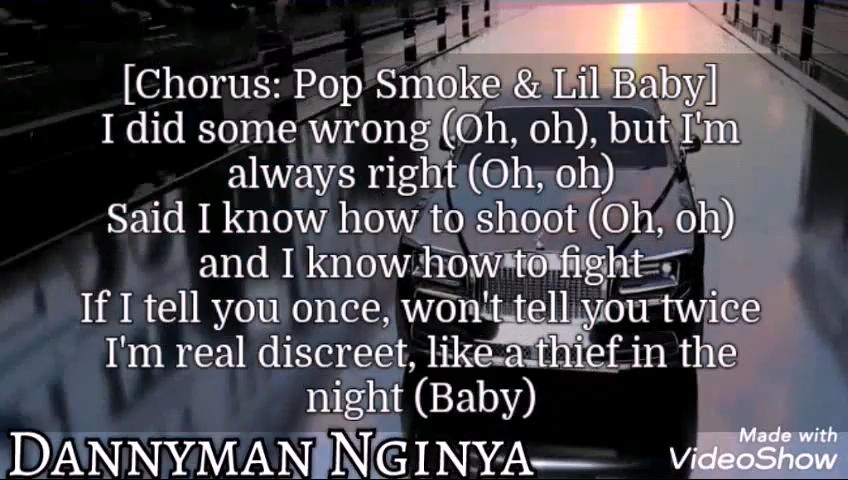 [Chorus: Pop Smoke & Lil Baby]
I did some wrong (Oh, oh), but I'm
always right (Oh, oh)
Said I know how to shoot (Oh, oh)
and I know how to fight
If I tell you once, won't tell you twice
I'm real discreet, like a thief in the
night (Baby)
DANNYMAN NGINYA
Made with
VideoShow